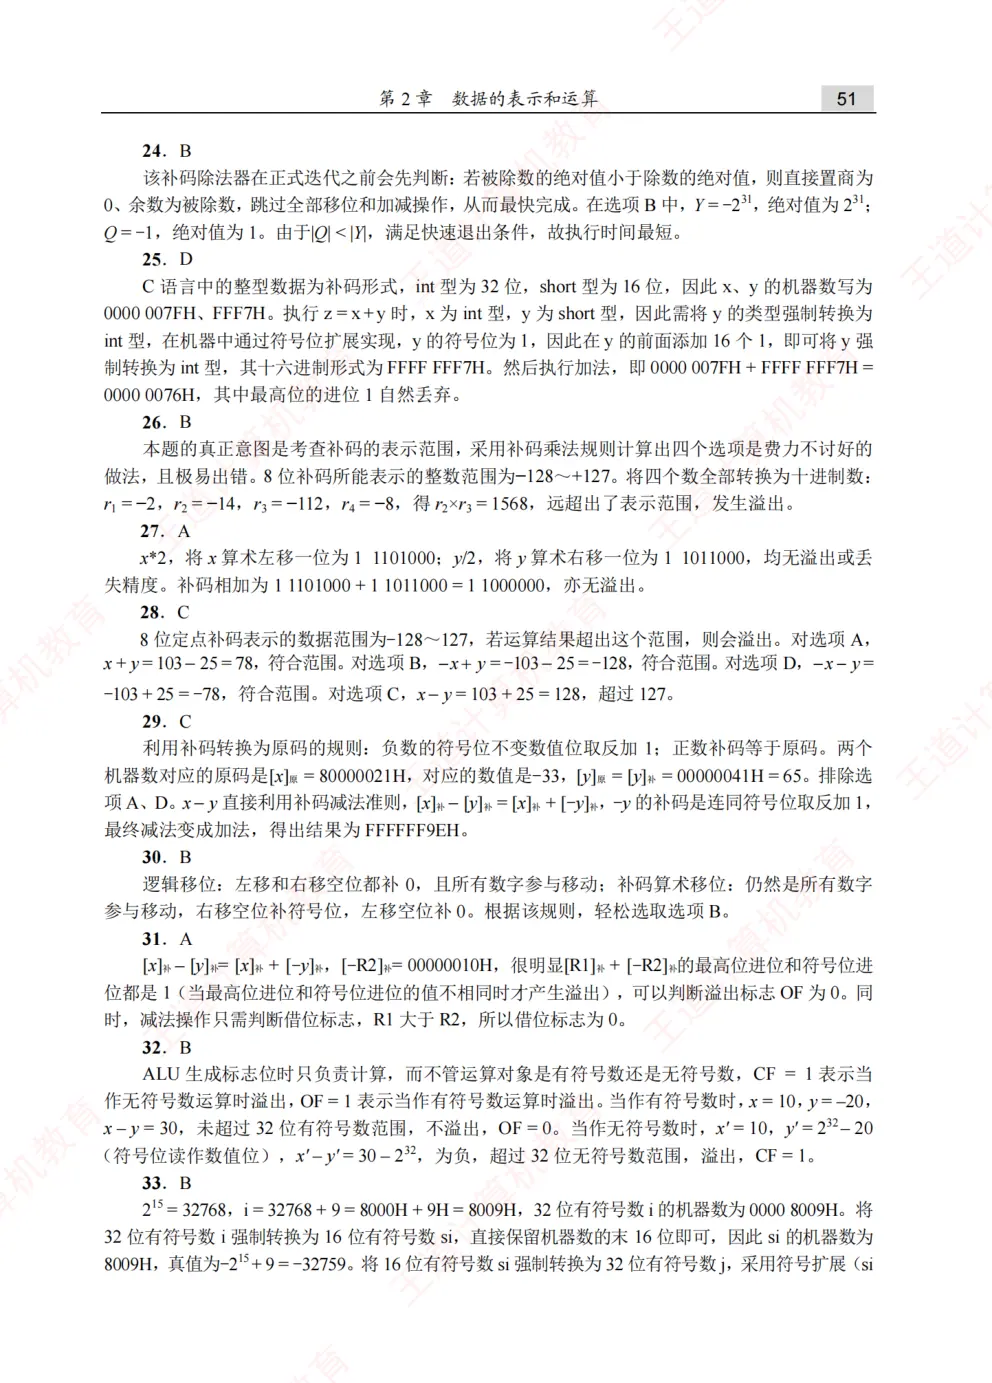 第 2 章 数据的表示和运算 51
24．B
该补码除法器在正式迭代之前会先判断：若被除数的绝对值小于除数的绝对值，则直接置商为
0、余数为被除数，跳过全部移位和加减操作，从而最快完成。在选项 B 中，Y = −2³¹，绝对值为 2³¹；
Q = −1，绝对值为 1。由于|Q| < |Y|，满足快速退出条件，故执行时间最短。
25．D
C 语言中的整型数据为补码形式，int 型为 32 位，short 型为 16 位，因此 x、y 的机器数写为
0000 007FH、FFF7H。执行 z = x + y 时，x 为 int 型，y 为 short 型，因此需将 y 的类型强制转换为
int 型，在机器中通过符号位扩展实现，y 的符号位为 1，因此在 y 的前面添加 16 个 1，即可将 y 强
制转换为 int 型，其十六进制形式为 FFFF FFF7H。然后执行加法，即 0000 007FH + FFFF FFF7H =
0000 0076H，其中最高位的进位 1 自然丢弃。
26．B
本题的真正意图是考查补码的表示范围，采用补码乘法规则计算出四个选项是费力不讨好的
做法，且极易出错。8 位补码所能表示的整数范围为−128～+127。将四个数全部转换为十进制数：
r₁ = −2，r₂ = −14，r₃ = −112，r₄ = −8，得 r₂×r₃ = 1568，远超出了表示范围，发生溢出。
27．A
x*2，将 x 算术左移一位为 1 1101000；y/2，将 y 算术右移一位为 1 1011000，均无溢出或丢
失精度。补码相加为 1 1101000 + 1 1011000 = 1 1000000，亦无溢出。
28．C
8 位定点补码表示的数据范围为−128～127，若运算结果超出这个范围，则会溢出。对选项 A，
x + y = 103 − 25 = 78，符合范围。对选项 B，−x + y = −103 − 25 = −128，符合范围。对选项 D，−x − y =
−103 + 25 = −78，符合范围。对选项 C，x − y = 103 + 25 = 128，超过 127。
29．C
利用补码转换为原码的规则：负数的符号位不变数值位取反加 1；正数补码等于原码。两个
机器数对应的原码是[x]原 = 80000021H，对应的数值是−33，[y]原 = [y]补 = 00000041H = 65。排除选
项 A、D。x − y 直接利用补码减法准则，[x]补 − [y]补 = [x]补 + [−y]补，−y 的补码是连同符号位取反加 1，
最终减法变成加法，得出结果为 FFFFFF9EH。
30．B
逻辑移位：左移和右移空位都补 0，且所有数字参与移动；补码算术移位：仍然是所有数字
参与移动，右移空位补符号位，左移空位补 0。根据该规则，轻松选取选项 B。
31．A
[x]补 − [y]补= [x]补 + [−y]补，[−R2]补= 00000010H，很明显[R1]补 + [−R2]补的最高位进位和符号位进
位都是 1（当最高位进位和符号位进位的值不相同时才产生溢出），可以判断溢出标志 OF 为 0。同
时，减法操作只需判断借位标志，R1 大于 R2，所以借位标志为 0。
32．B
ALU 生成标志位时只负责计算，而不管运算对象是有符号数还是无符号数，CF = 1 表示当
作无符号数运算时溢出，OF = 1 表示当作有符号数运算时溢出。当作有符号数时，x = 10，y = −20，
x − y = 30，未超过 32 位有符号数范围，不溢出，OF = 0。当作无符号数时，x′ = 10，y′ = 2³² − 20
（符号位读作数值位），x′ − y′ = 30 − 2³²，为负，超过 32 位无符号数范围，溢出，CF = 1。
33．B
2¹⁵ = 32768，i = 32768 + 9 = 8000H + 9H = 8009H，32 位有符号数 i 的机器数为 0000 8009H。将
32 位有符号数 i 强制转换为 16 位有符号数 si，直接保留机器数的末 16 位即可，因此 si 的机器数为
8009H，真值为−2¹⁵ + 9 = −32759。将 16 位有符号数 si 强制转换为 32 位有符号数 j，采用符号扩展（si